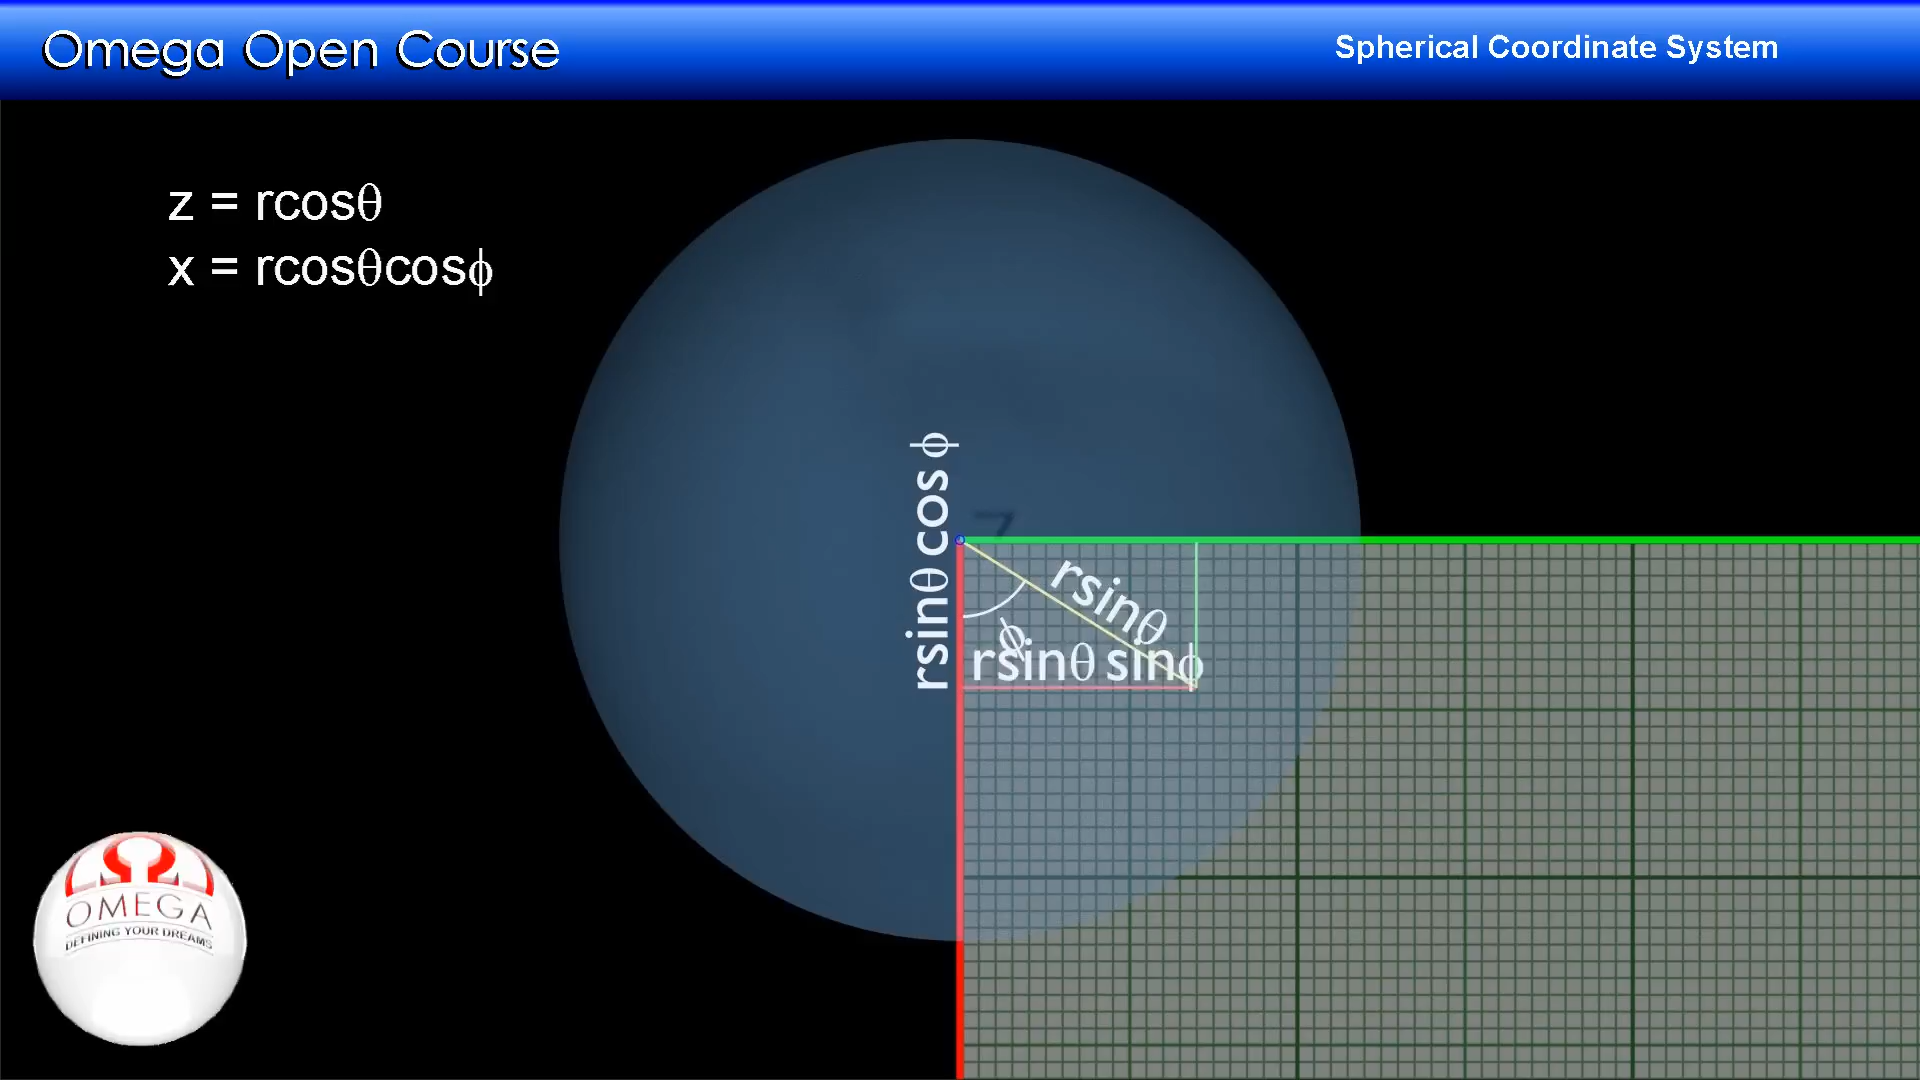 Omega Open Course
Spherical Coordinate System
z = rcosθ
x = rcosθcosϕ
rsinθ cos ϕ
Z
rsinθ
ϕ
rsinθ sinϕ
Ω
OMEGA
DEFINING YOUR DREAMS